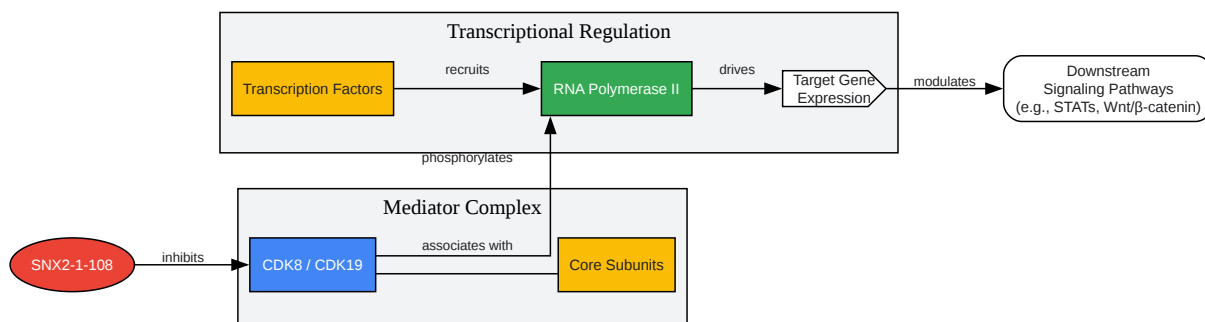 Transcriptional Regulation
Transcription Factors
recruits
RNA Polymerase II
drives
Target Gene
Expression
modulates
Downstream
Signaling Pathways
(e.g., STATs, Wnt/β-catenin)
phosphorylates
Mediator Complex
SNX2-1-108
inhibits
CDK8 / CDK19
associates with
Core Subunits